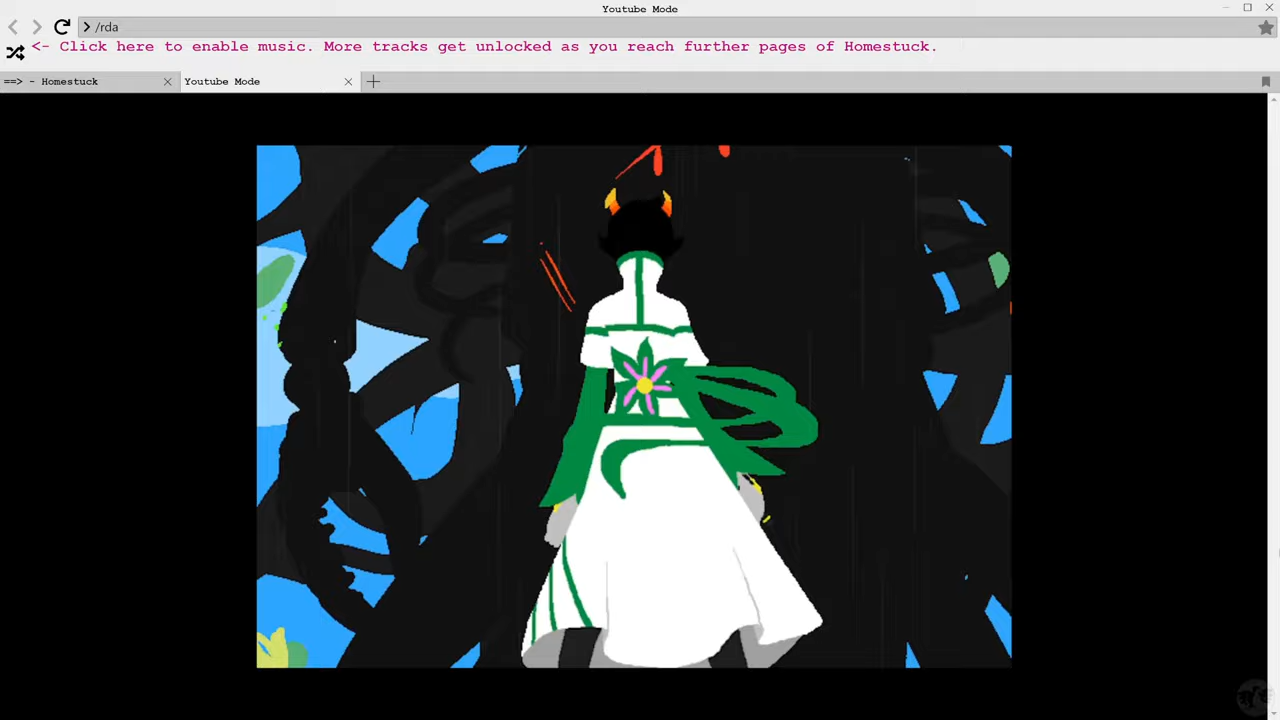 Youtube Mode
/rda
<- Click here to enable music. More tracks get unlocked as you reach further pages of Homestuck.
==> - Homestuck
Youtube Mode